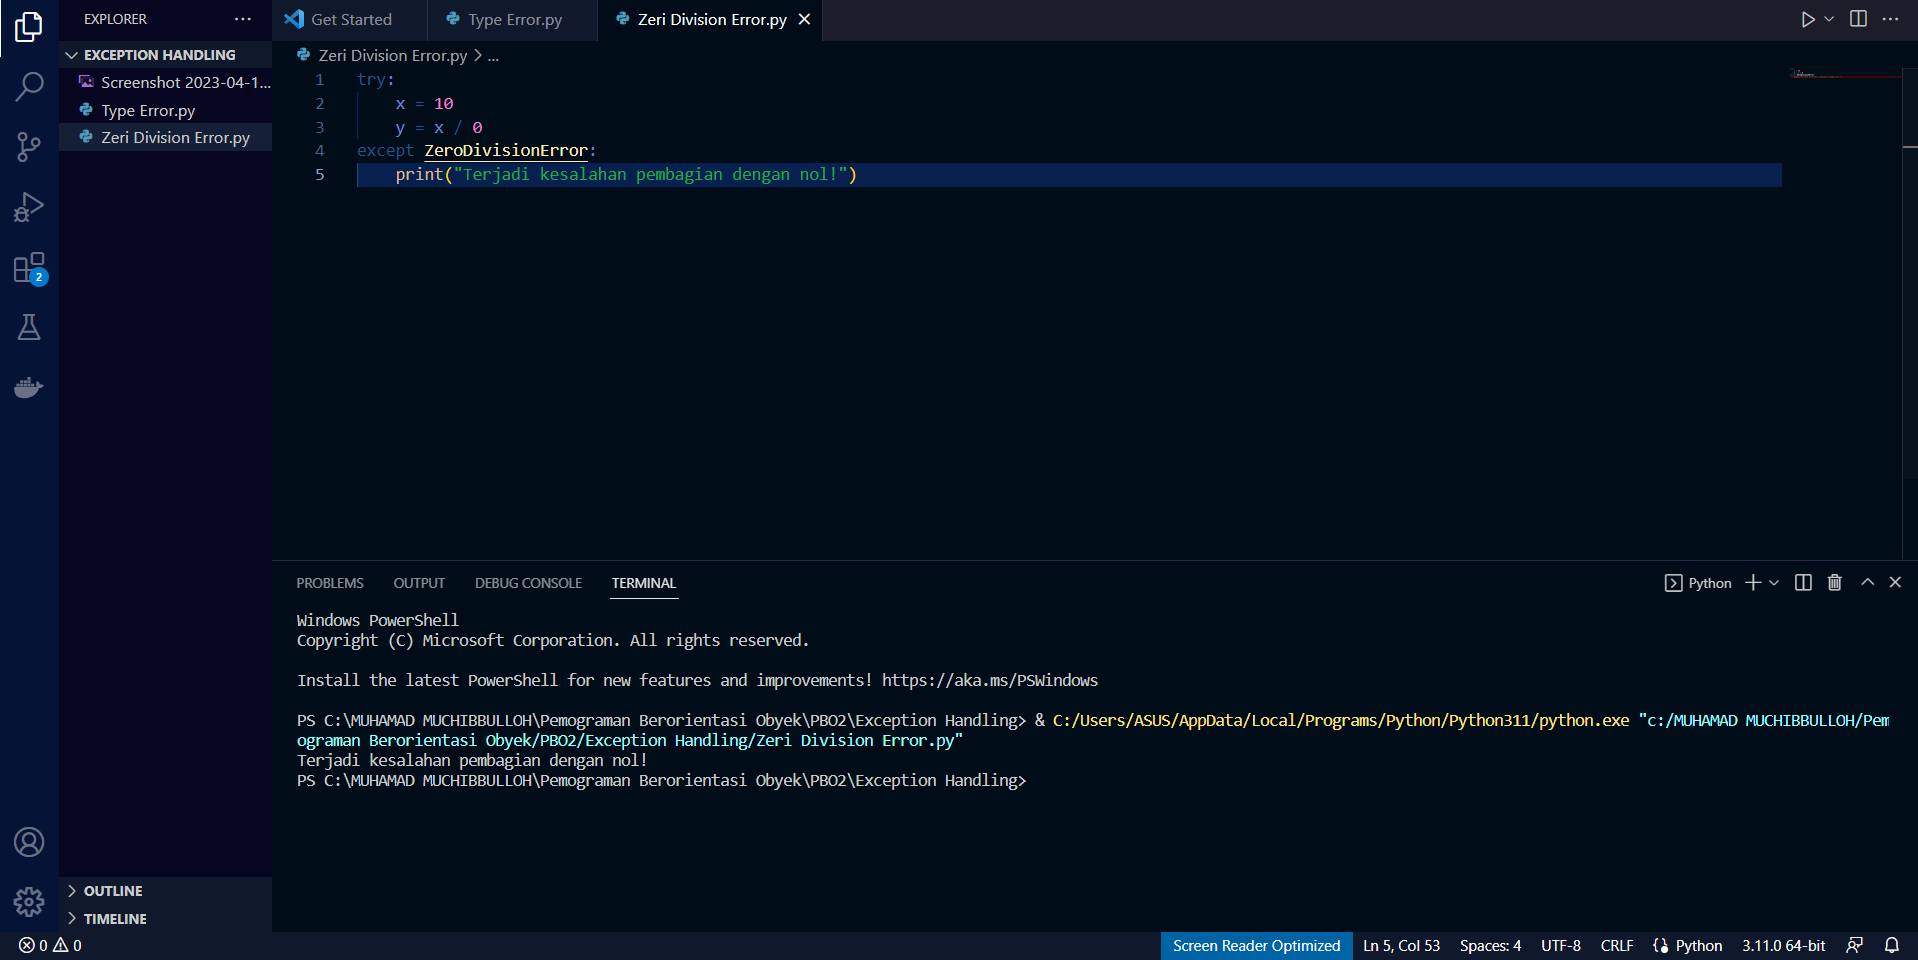 EXPLORER
Get Started
Type Error.py
Zeri Division Error.py
EXCEPTION HANDLING
Screenshot 2023-04-1...
Type Error.py
Zeri Division Error.py
2
Zeri Division Error.py > ...
1 try:
2     x = 10
3     y = x / 0
4 except ZeroDivisionError:
5     print("Terjadi kesalahan pembagian dengan nol!")
PROBLEMS OUTPUT DEBUG CONSOLE TERMINAL
Python
Windows PowerShell
Copyright (C) Microsoft Corporation. All rights reserved.
Install the latest PowerShell for new features and improvements! https://aka.ms/PSWindows
PS C:\MUHAMAD MUCHIBBULLOH\Pemograman Berorientasi Obyek\PBO2\Exception Handling> & C:/Users/ASUS/AppData/Local/Programs/Python/Python311/python.exe "c:/MUHAMAD MUCHIBBULLOH/Pem
ograman Berorientasi Obyek/PBO2/Exception Handling/Zeri Division Error.py"
Terjadi kesalahan pembagian dengan nol!
PS C:\MUHAMAD MUCHIBBULLOH\Pemograman Berorientasi Obyek\PBO2\Exception Handling>
OUTLINE
TIMELINE
0 0
Screen Reader Optimized Ln 5, Col 53 Spaces: 4 UTF-8 CRLF Python 3.11.0 64-bit